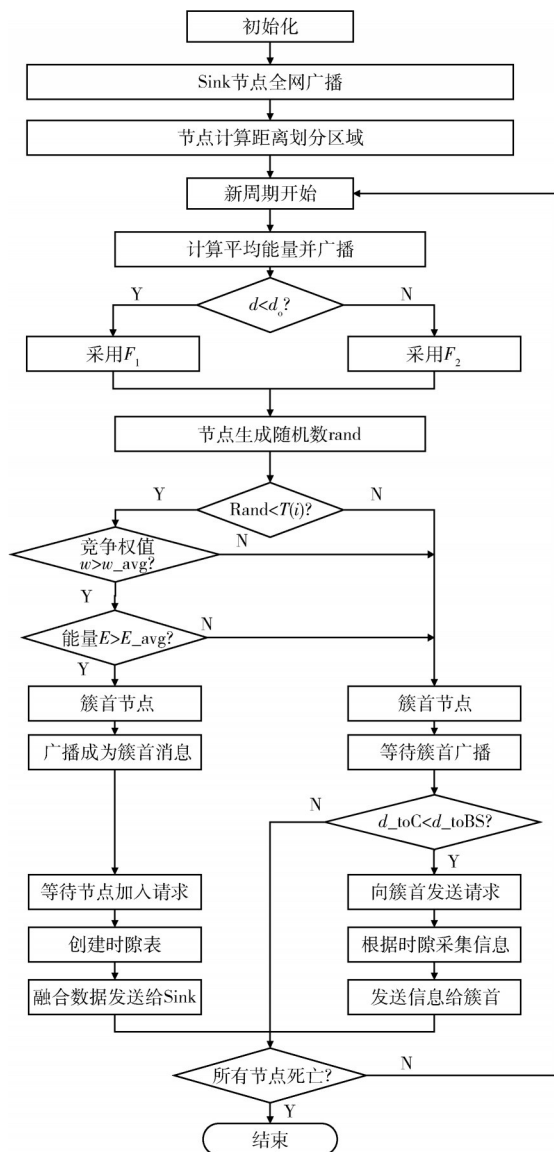 初始化
Sink节点全网广播
节点计算距离划分区域
新周期开始
计算平均能量并广播
Y
d<d₀?
N
采用F₁
采用F₂
节点生成随机数rand
Y
Rand<T(i)?
N
竞争权值
w>w_avg?
N
Y
能量E>E_avg?
N
Y
簇首节点
簇首节点
广播成为簇首消息
等待簇首广播
N
d_toC<d_toBS?
Y
等待节点加入请求
向簇首发送请求
创建时隙表
根据时隙采集信息
融合数据发送给Sink
发送信息给簇首
所有节点死亡?
N
Y
结束